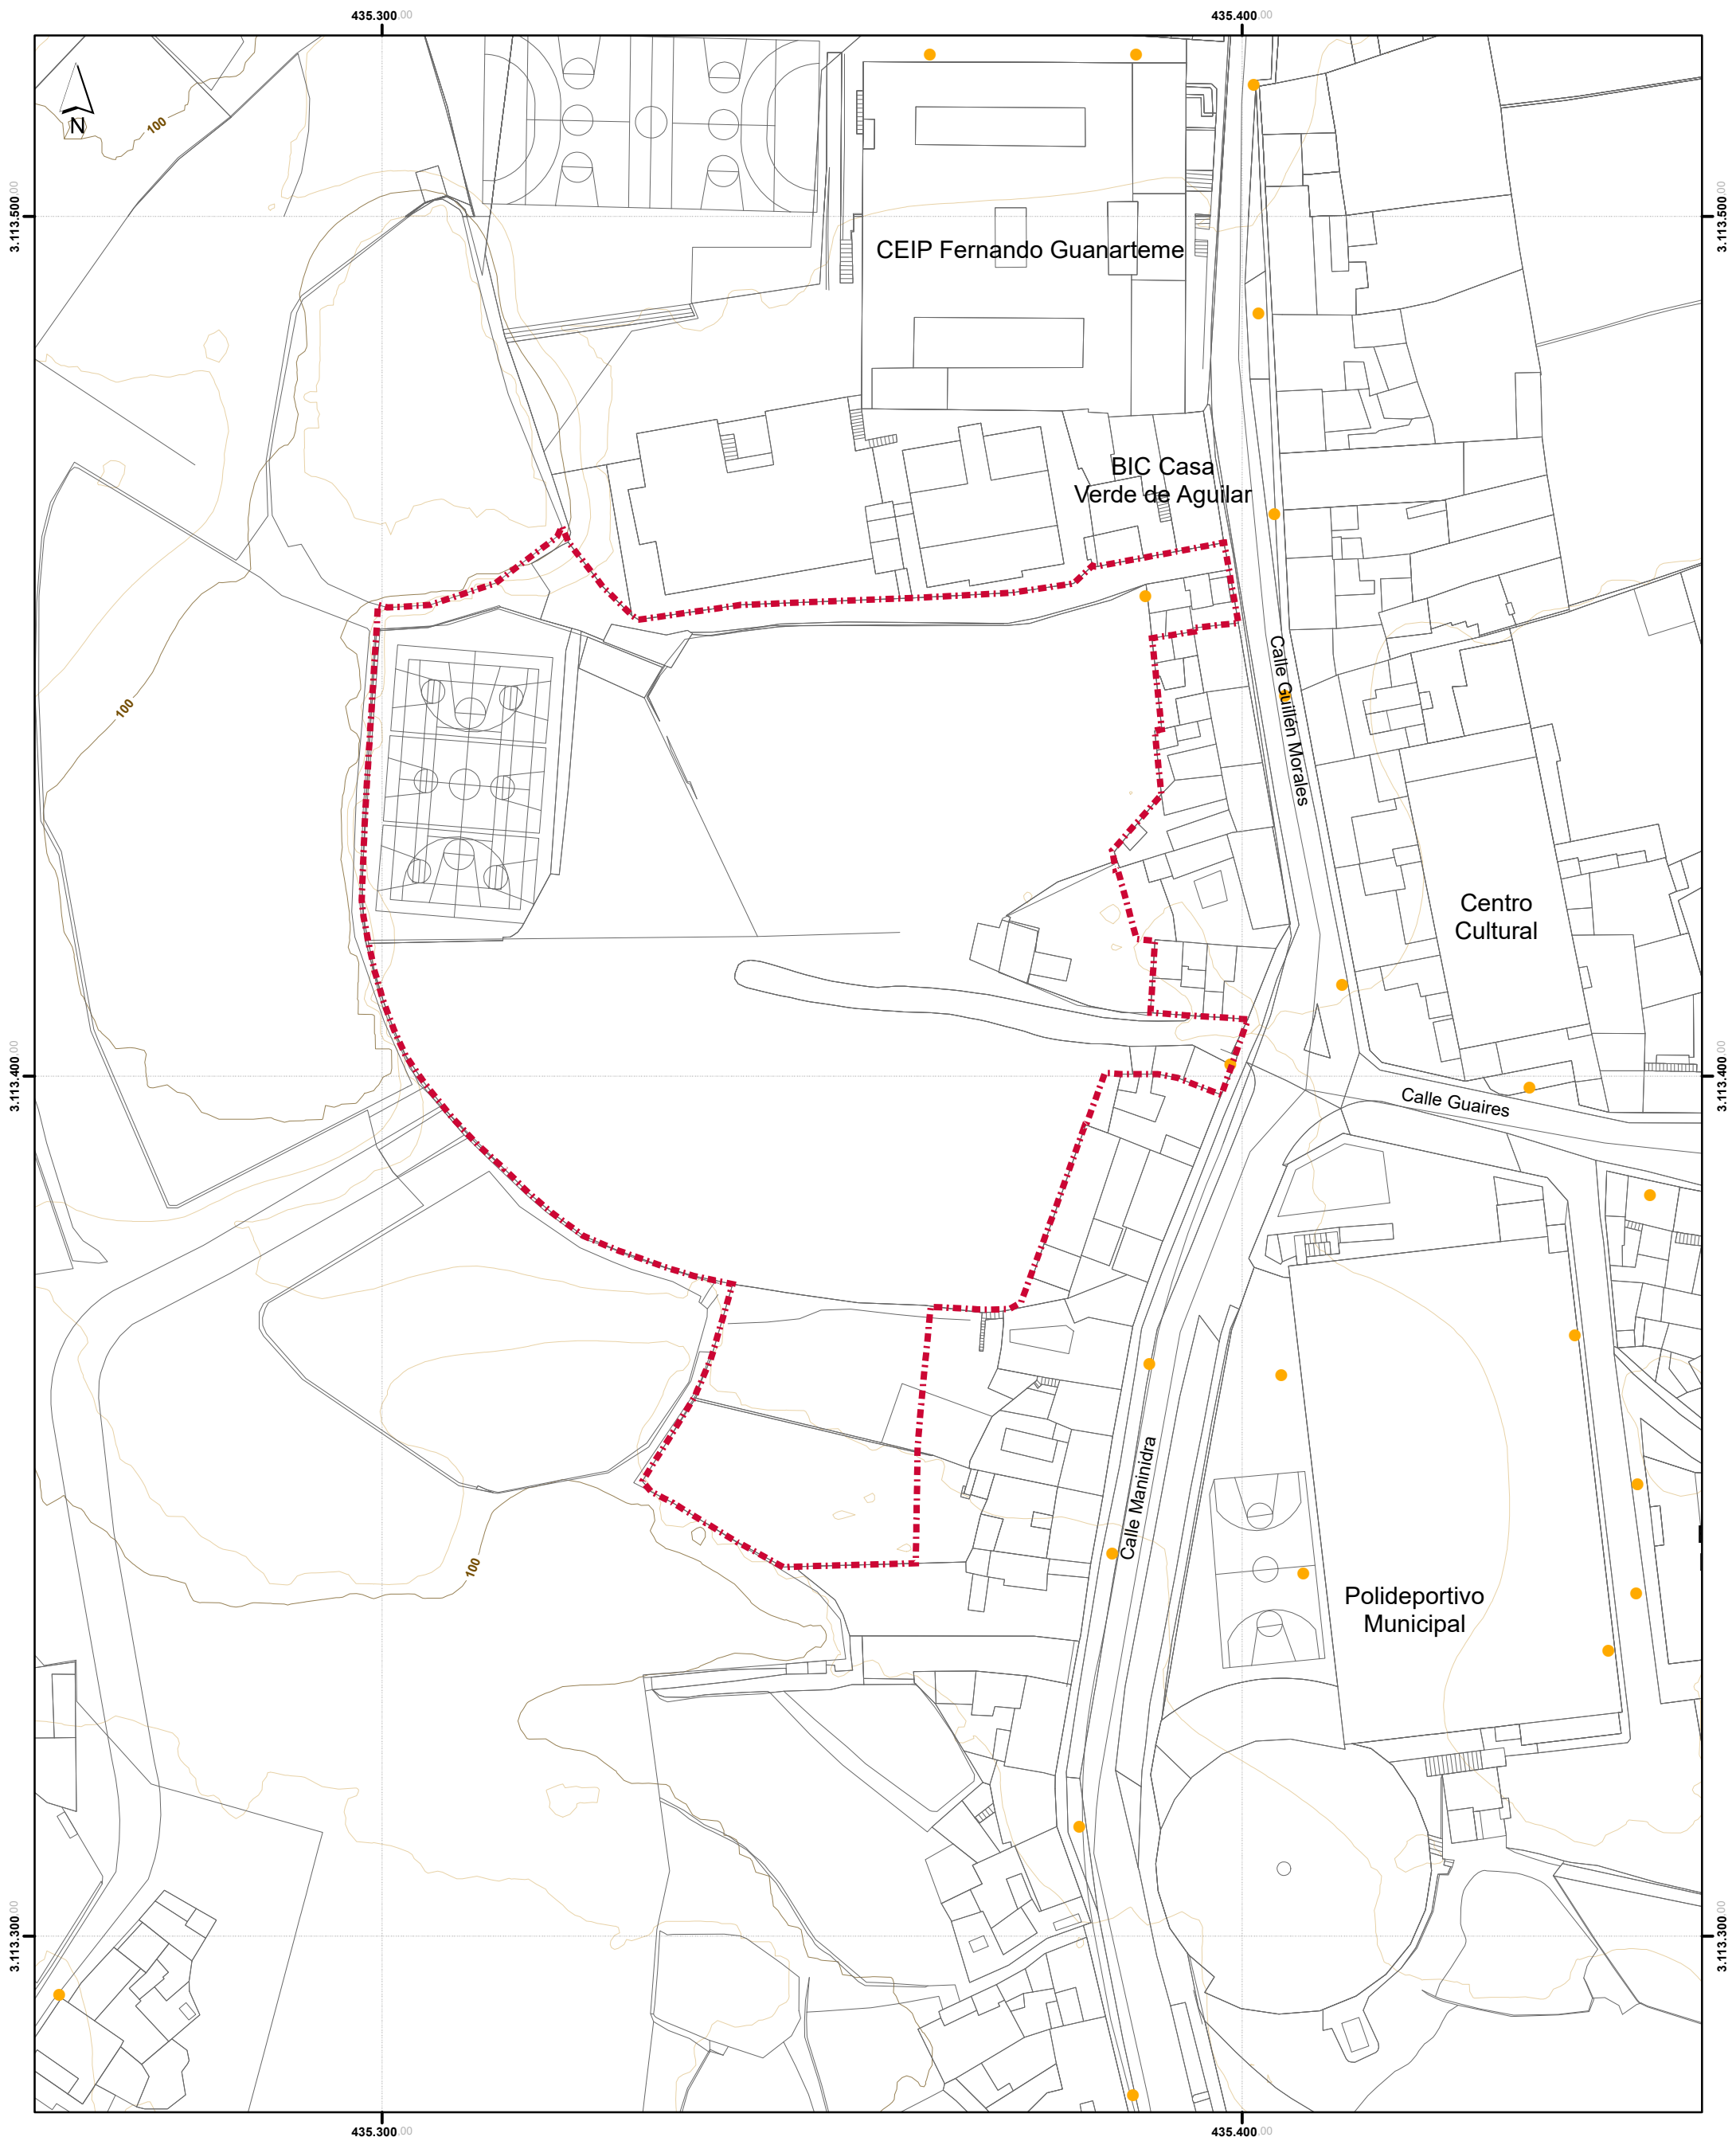 435.300.00
435.400.00
N
100
3.113.500.00
3.113.500.00
CEIP Fernando Guanarteme
BIC Casa
Verde de Aguilar
100
Calle Guillén Morales
Centro
Cultural
3.113.400.00
3.113.400.00
Calle Guaires
Calle Maninidra
100
Polideportivo
Municipal
3.113.300.00
3.113.300.00
435.300.00
435.400.00